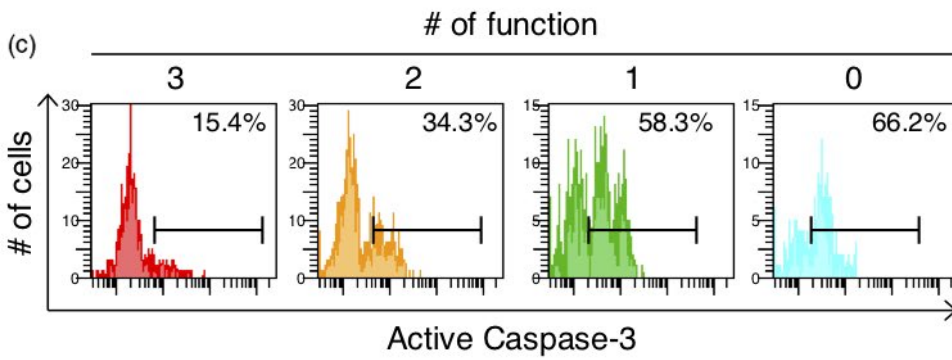 (c)
# of function
3 2 1 0
# of cells
30 20 10 0
15.4%
30 20 10 0
34.3%
15 10 5 0
58.3%
15 10 5 0
66.2%
Active Caspase-3